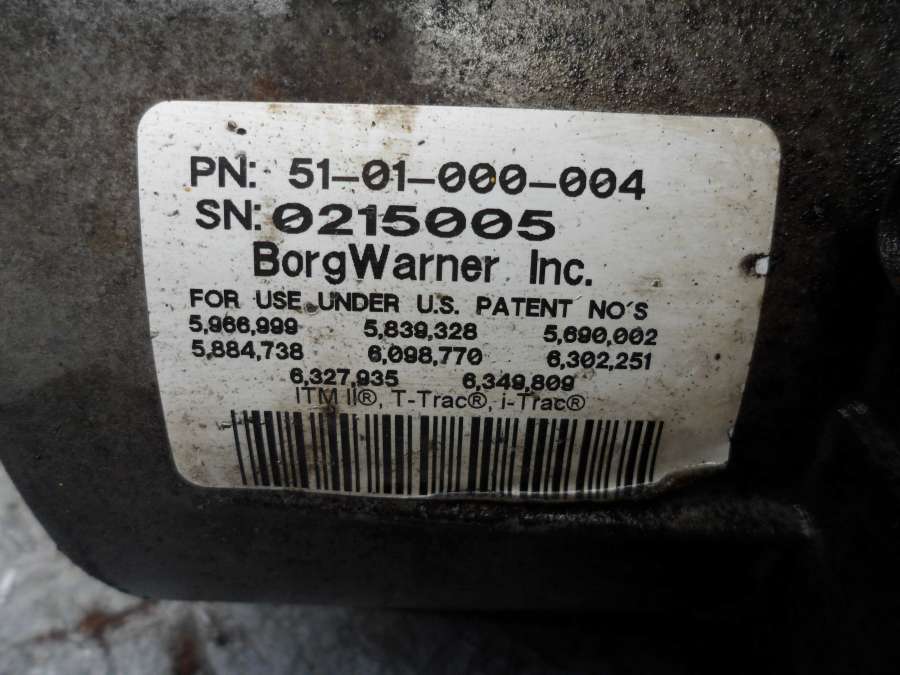 PN: 51-01-000-004
SN: 0215005
BorgWarner Inc.
FOR USE UNDER U.S. PATENT NO'S
5,966,999 5,839,328 5,690,002
5,884,738 6,098,770 6,302,251
6,327,935 6,349,809
ITM II®, T-Trac®, i-Trac®